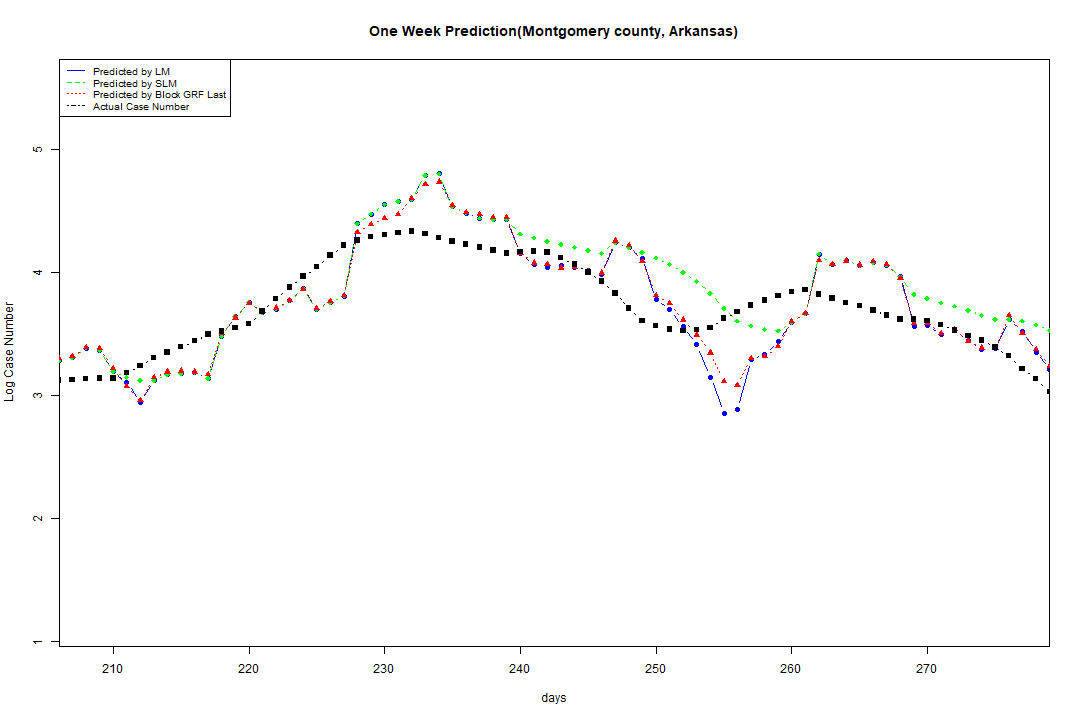 One Week Prediction(Montgomery county, Arkansas)
Predicted by LM
Predicted by SLM
Predicted by Block GRF Last
Actual Case Number
5
4
3
2
1
Log Case Number
210 220 230 240 250 260 270
days